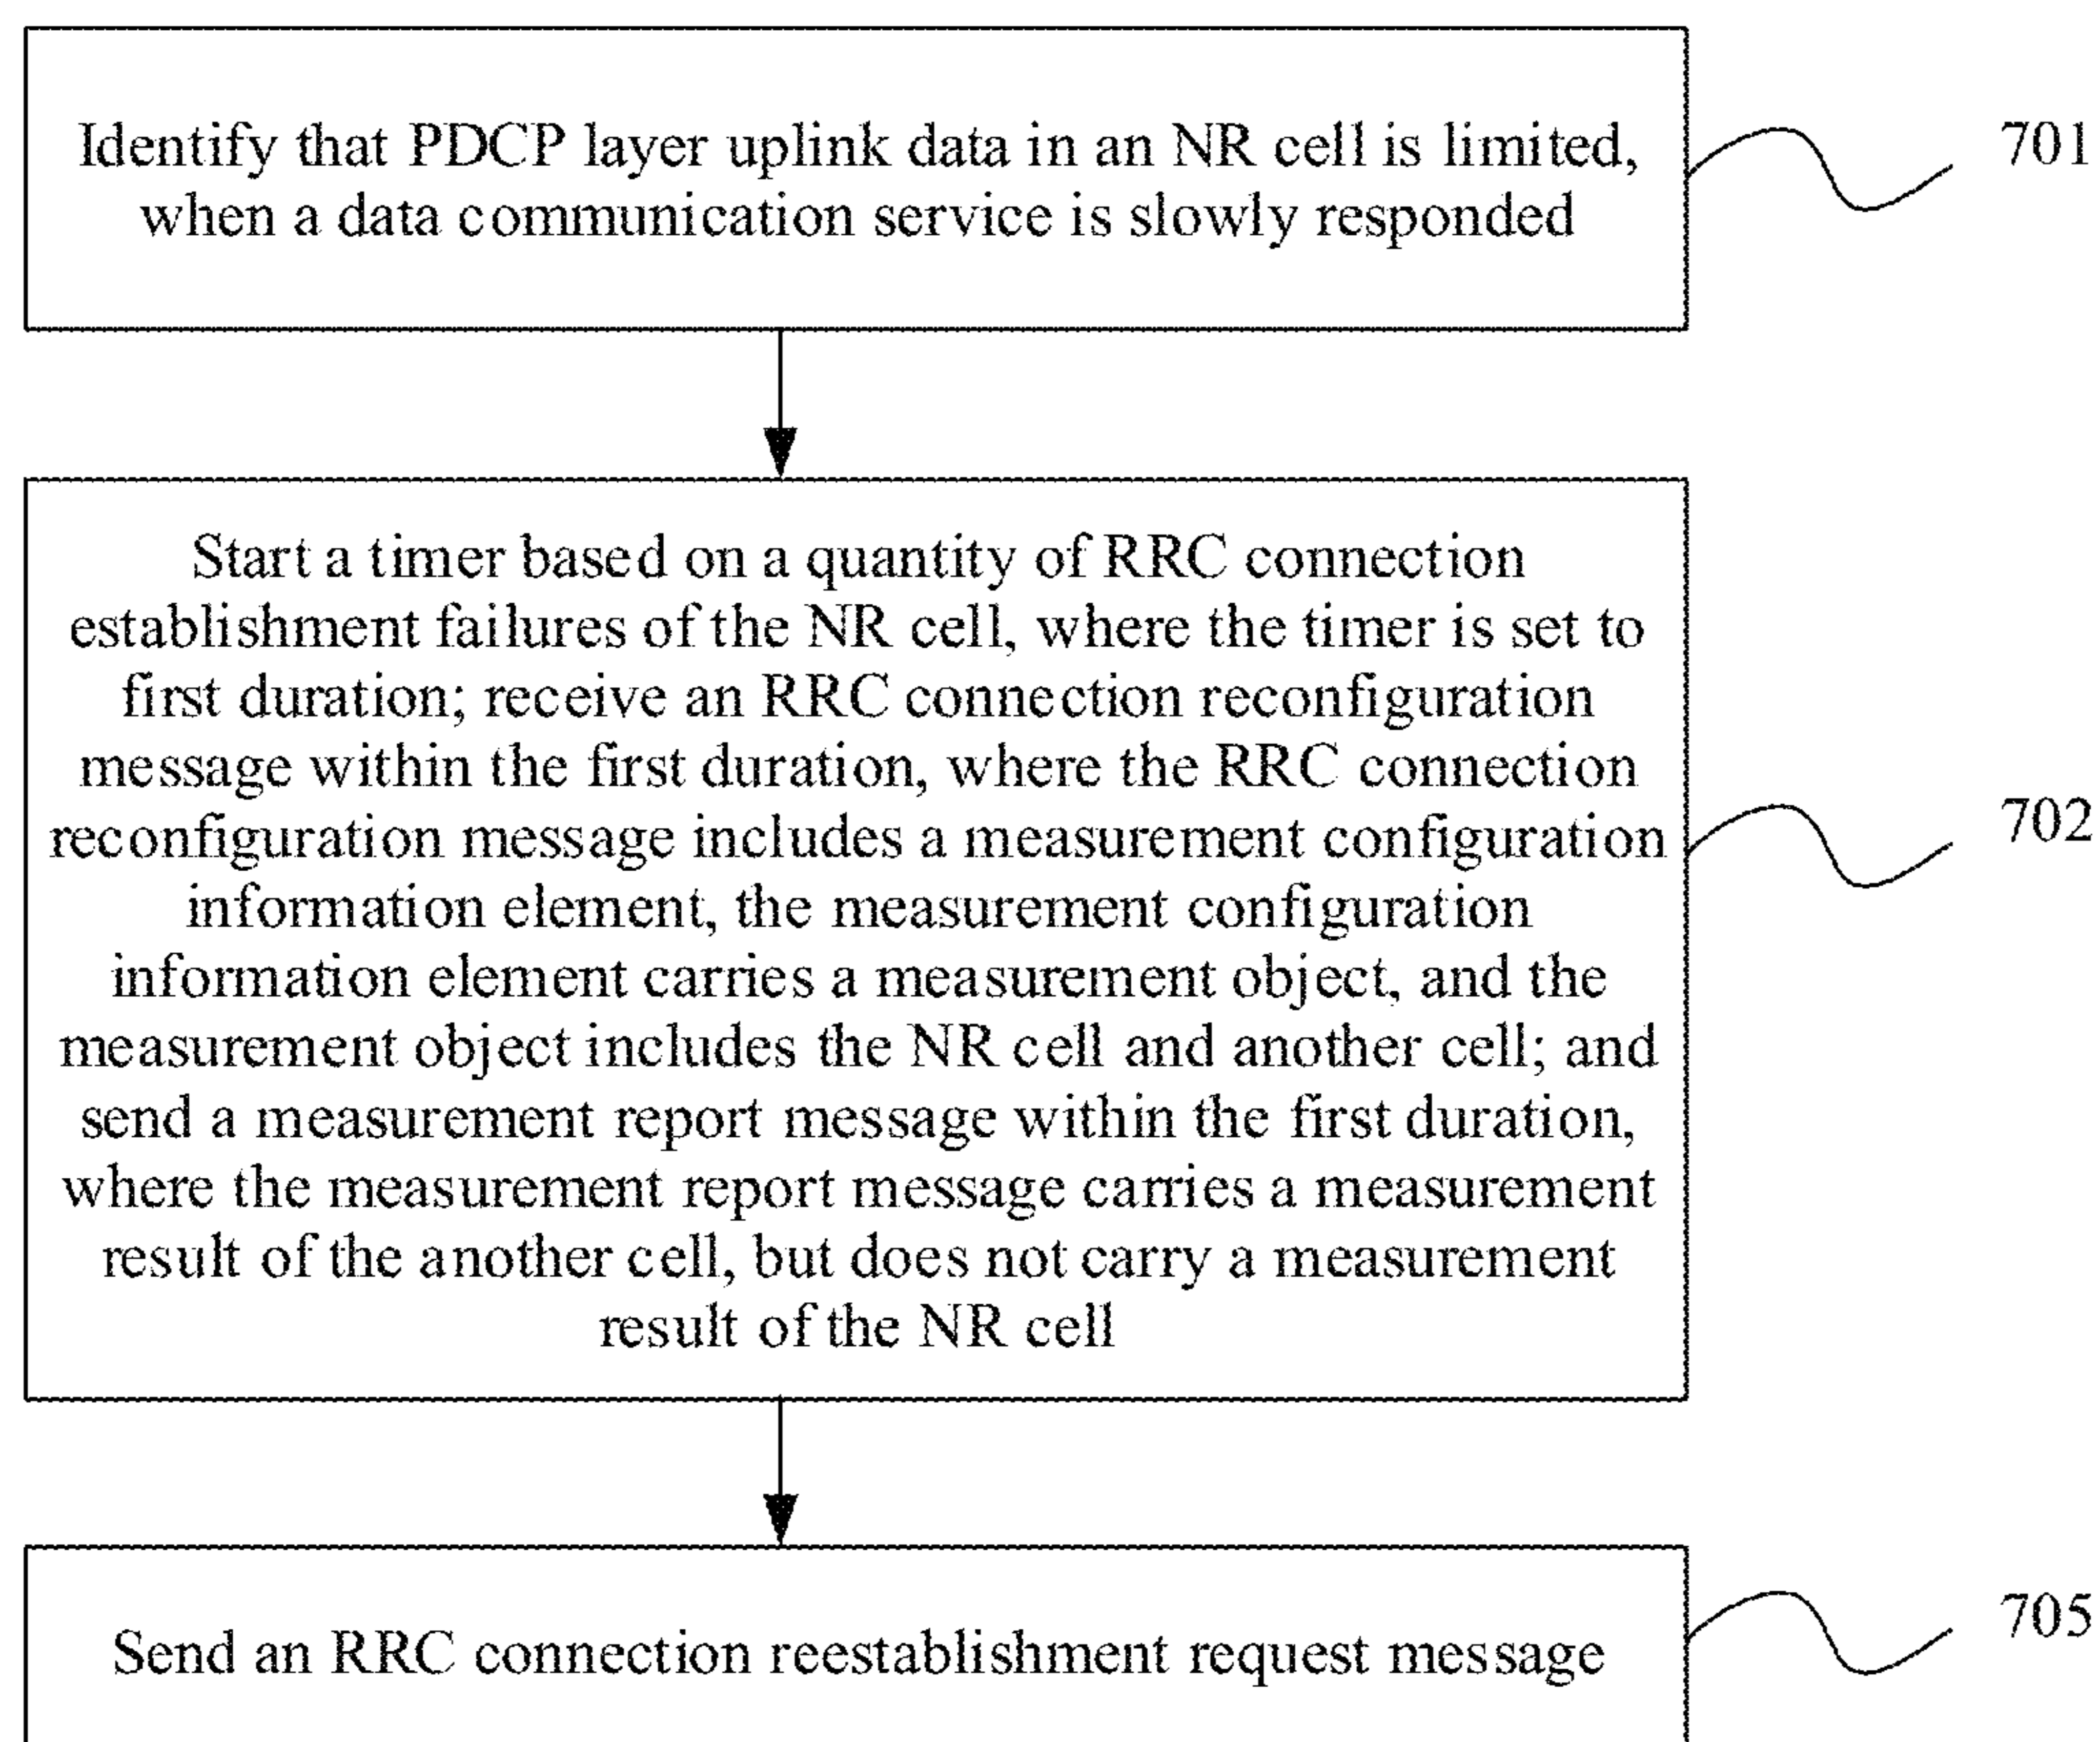 Identify that PDCP layer uplink data in an NR cell is limited,
when a data communication service is slowly responded
701
Start a timer based on a quantity of RRC connection
establishment failures of the NR cell, where the timer is set to
first duration; receive an RRC connection reconfiguration
message within the first duration, where the RRC connection
reconfiguration message includes a measurement configuration
information element, the measurement configuration
information element carries a measurement object, and the
measurement object includes the NR cell and another cell; and
send a measurement report message within the first duration,
where the measurement report message carries a measurement
result of the another cell, but does not carry a measurement
result of the NR cell
702
Send an RRC connection reestablishment request message
705